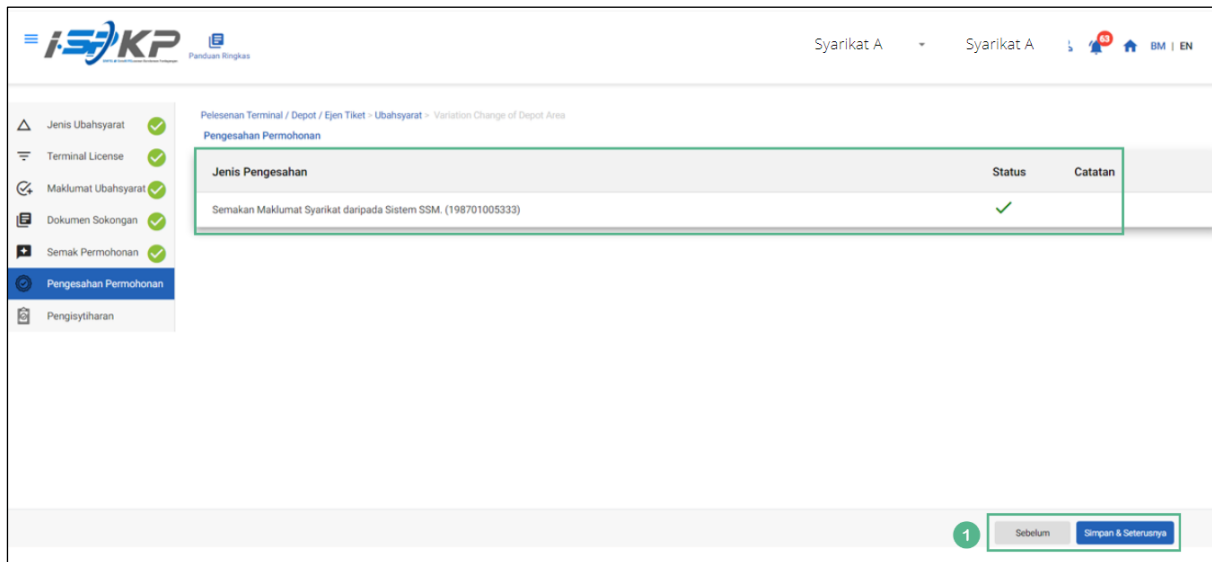 i-SPKP
Panduan Ringkas
Syarikat A
Syarikat A
63
BM | EN
Jenis Ubahsyarat
Terminal License
Maklumat Ubahsyarat
Dokumen Sokongan
Semak Permohonan
Pengesahan Permohonan
Pengisytiharan
Pelesenan Terminal / Depot / Ejen Tiket > Ubahsyarat > Variation Change of Depot Area
Pengesahan Permohonan
Jenis Pengesahan Status Catatan
Semakan Maklumat Syarikat daripada Sistem SSM. (198701005333)
1 Sebelum Simpan & Seterusnya